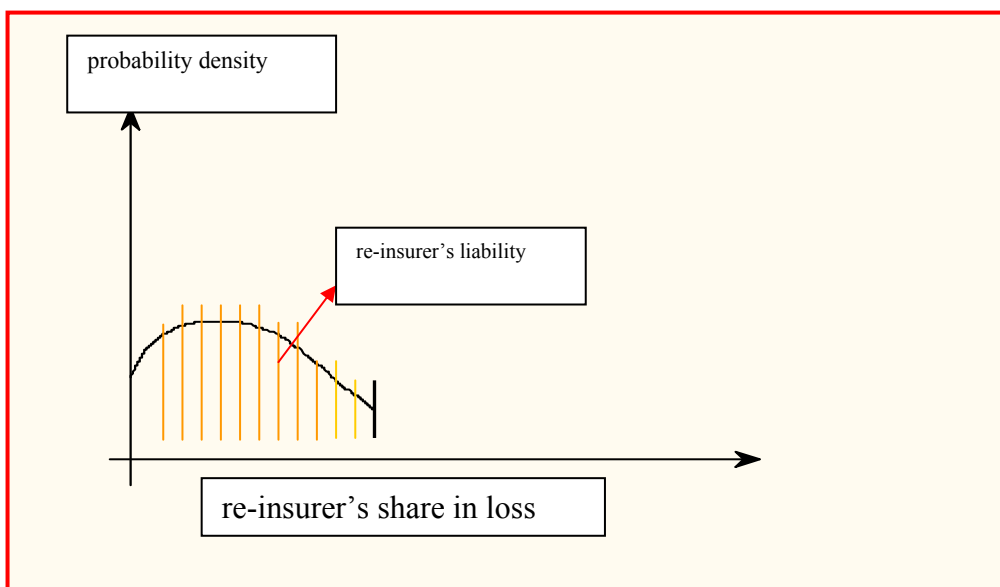 probability density
re-insurer’s liability
re-insurer’s share in loss